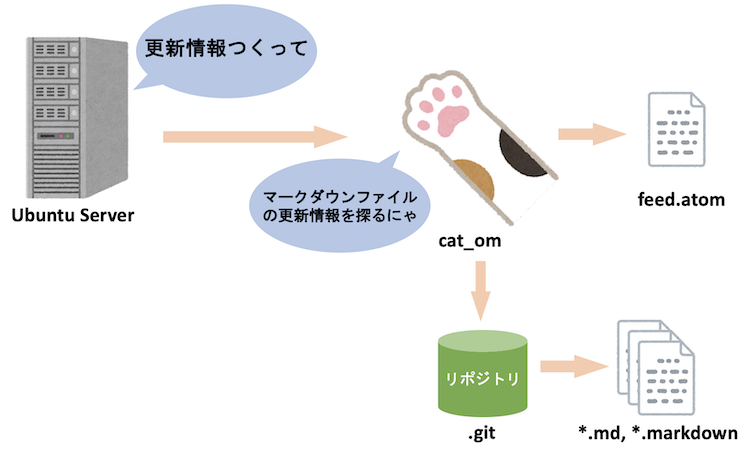 更新情報つくって
Ubuntu Server
マークダウンファイル
の更新情報を探るにゃ
cat_om
feed.atom
リポジトリ
.git
*.md, *.markdown